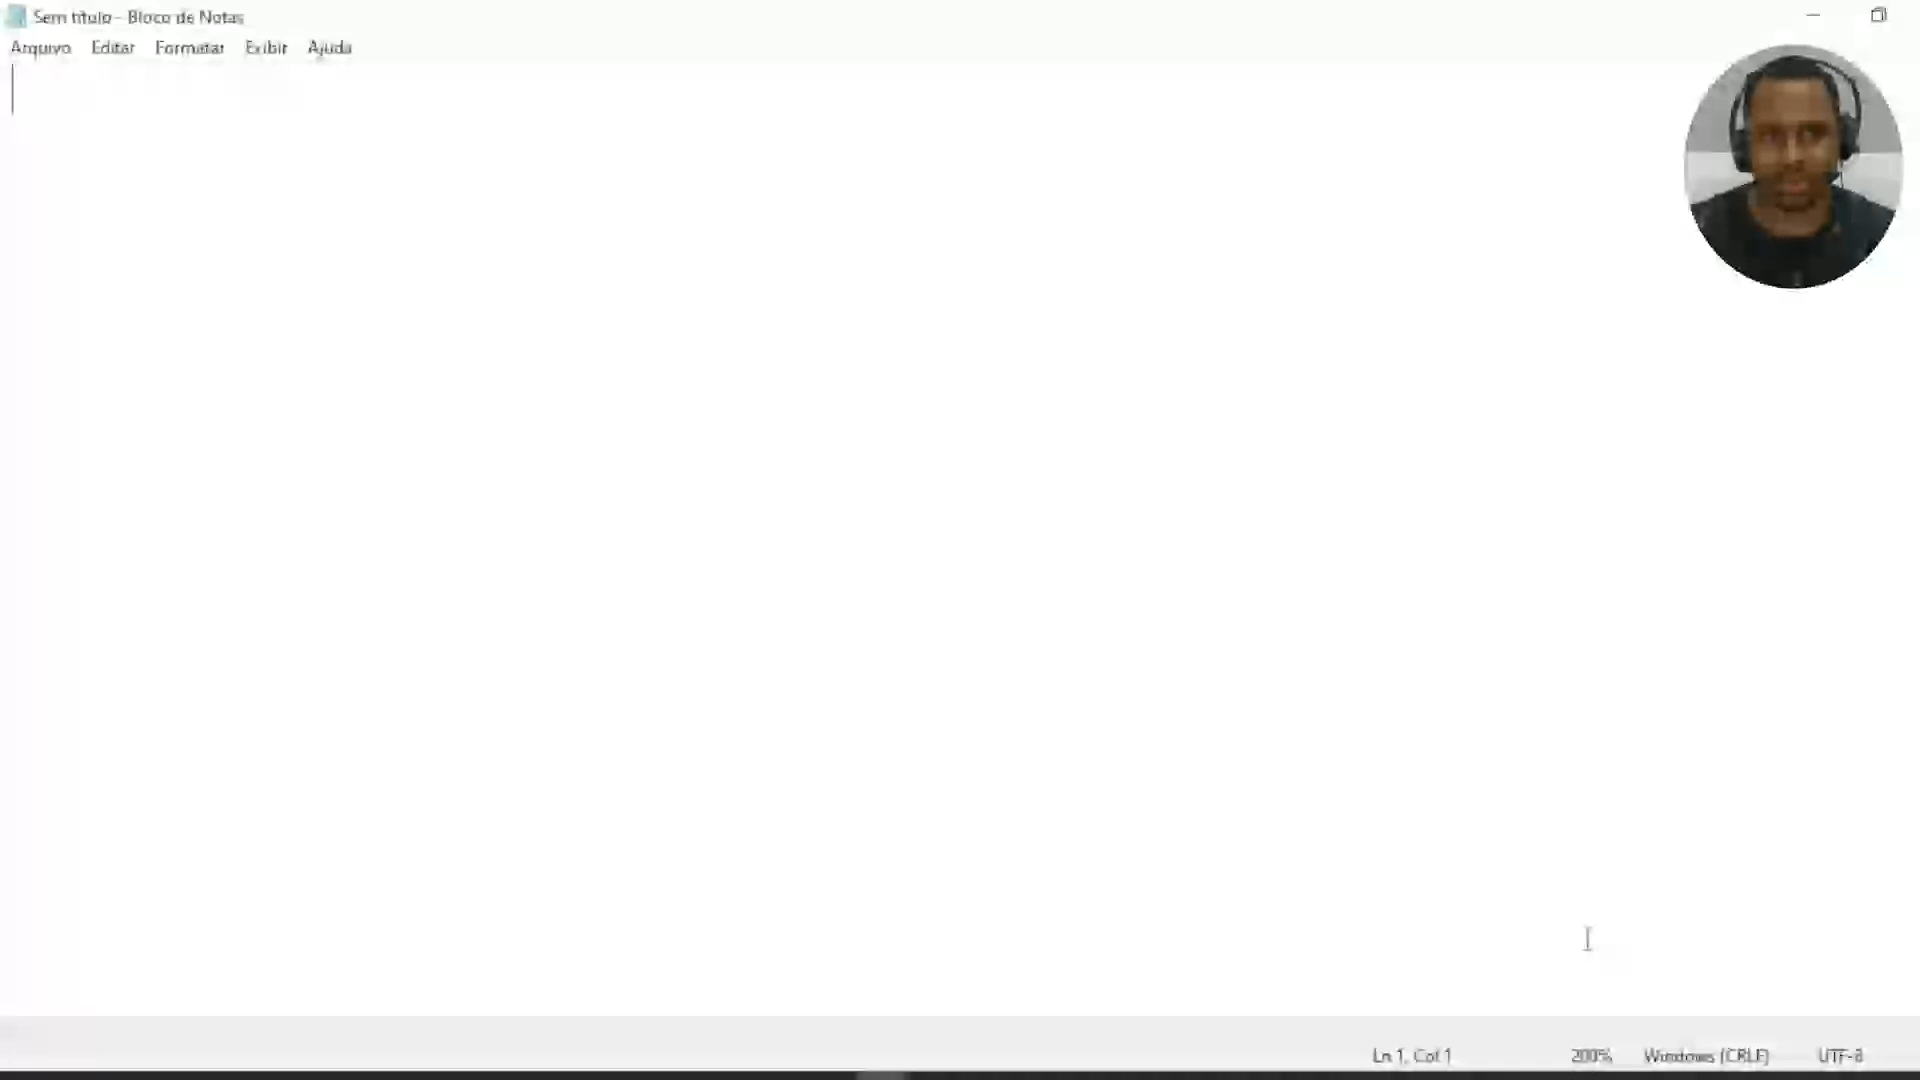 Sem título - Bloco de Notas
Arquivo Editar Formatar Exibir Ajuda
Ln 1, Col 1 200% Windows (CRLF) UTF-8